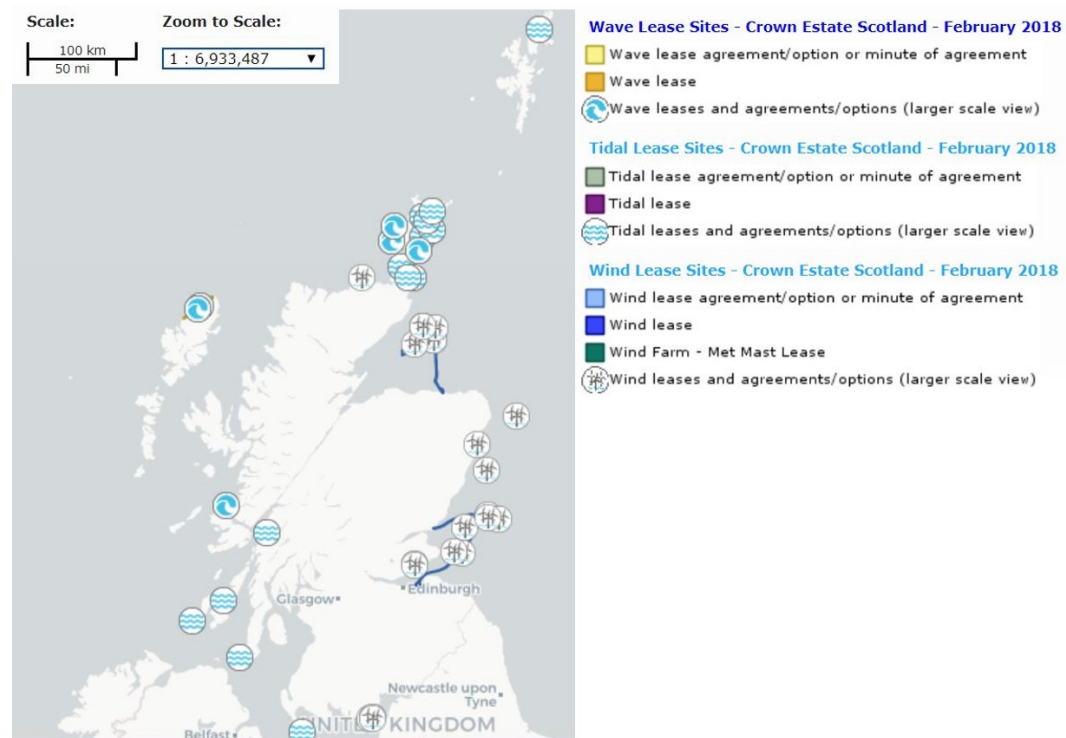 Scale:
Zoom to Scale:
100 km
50 mi
1 : 6,933,487
Wave Lease Sites - Crown Estate Scotland - February 2018
Wave lease agreement/option or minute of agreement
Wave lease
Wave leases and agreements/options (larger scale view)
Tidal Lease Sites - Crown Estate Scotland - February 2018
Tidal lease agreement/option or minute of agreement
Tidal lease
Tidal leases and agreements/options (larger scale view)
Wind Lease Sites - Crown Estate Scotland - February 2018
Wind lease agreement/option or minute of agreement
Wind lease
Wind Farm - Met Mast Lease
Wind leases and agreements/options (larger scale view)
Glasgow
Edinburgh
Newcastle upon
Tyne
KINGDOM
Belfast